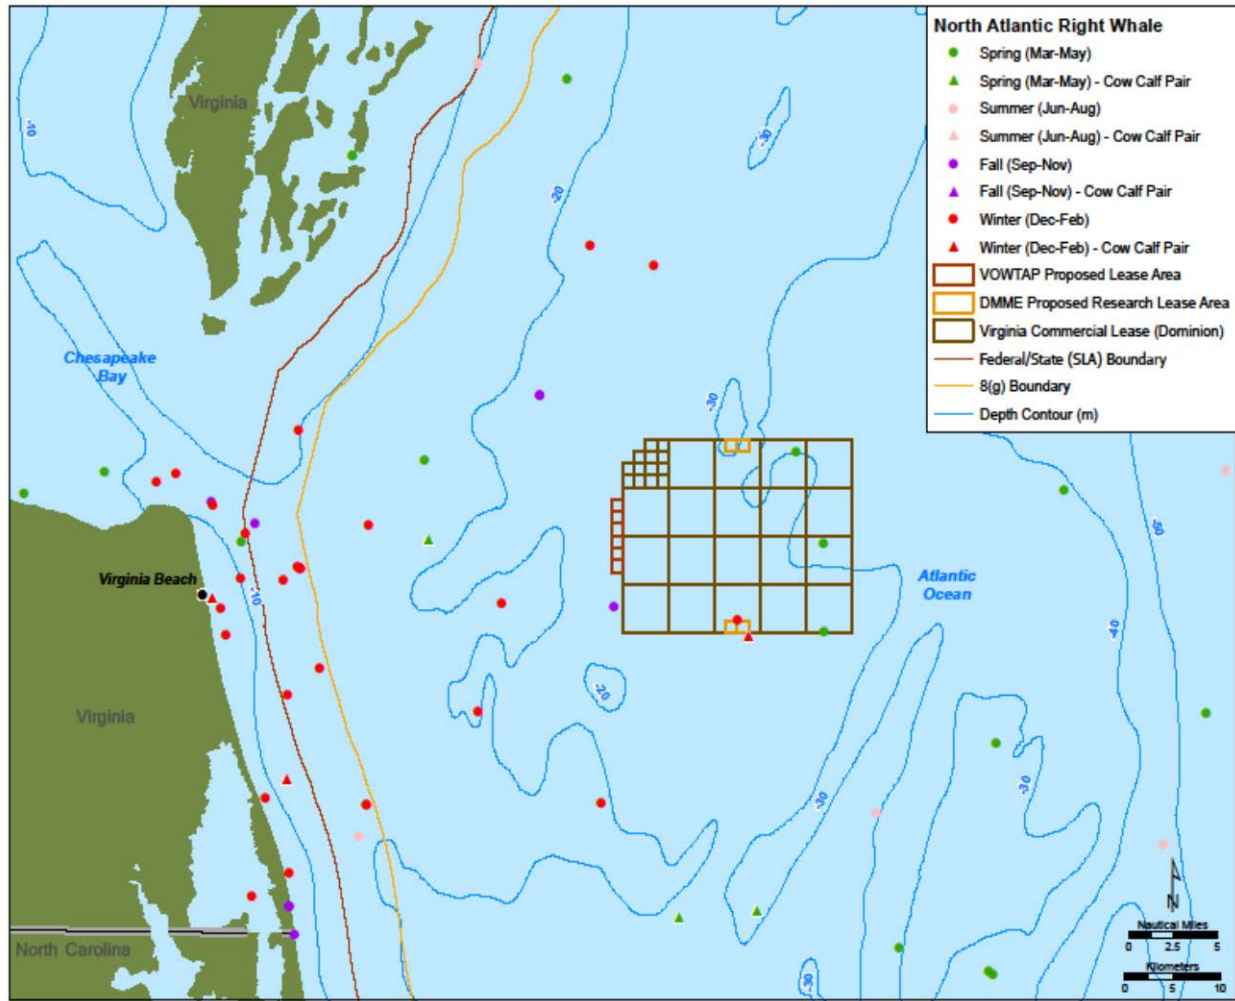 North Atlantic Right Whale
Spring (Mar-May)
Spring (Mar-May) - Cow Calf Pair
Summer (Jun-Aug)
Summer (Jun-Aug) - Cow Calf Pair
Fall (Sep-Nov)
Fall (Sep-Nov) - Cow Calf Pair
Winter (Dec-Feb)
Winter (Dec-Feb) - Cow Calf Pair
VOWTAP Proposed Lease Area
DMME Proposed Research Lease Area
Virginia Commercial Lease (Dominion)
Federal/State (SLA) Boundary
8(g) Boundary
Depth Contour (m)
Virginia
-10
-30
-20
Chesapeake
Bay
-30
-50
Virginia Beach
-10
Atlantic
Ocean
-40
-20
Virginia
-30
-30
North Carolina
-30
N
Nautical Miles
0 2.5 5
Kilometers
0 5 10